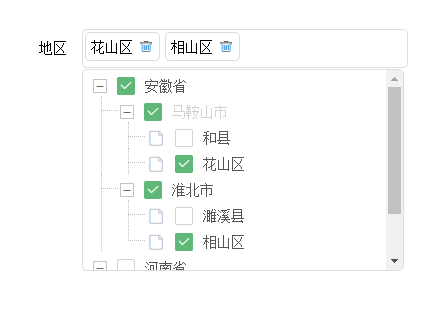 地区 花山区 相山区
安徽省
马鞍山市
和县
花山区
淮北市
濉溪县
相山区
河南省